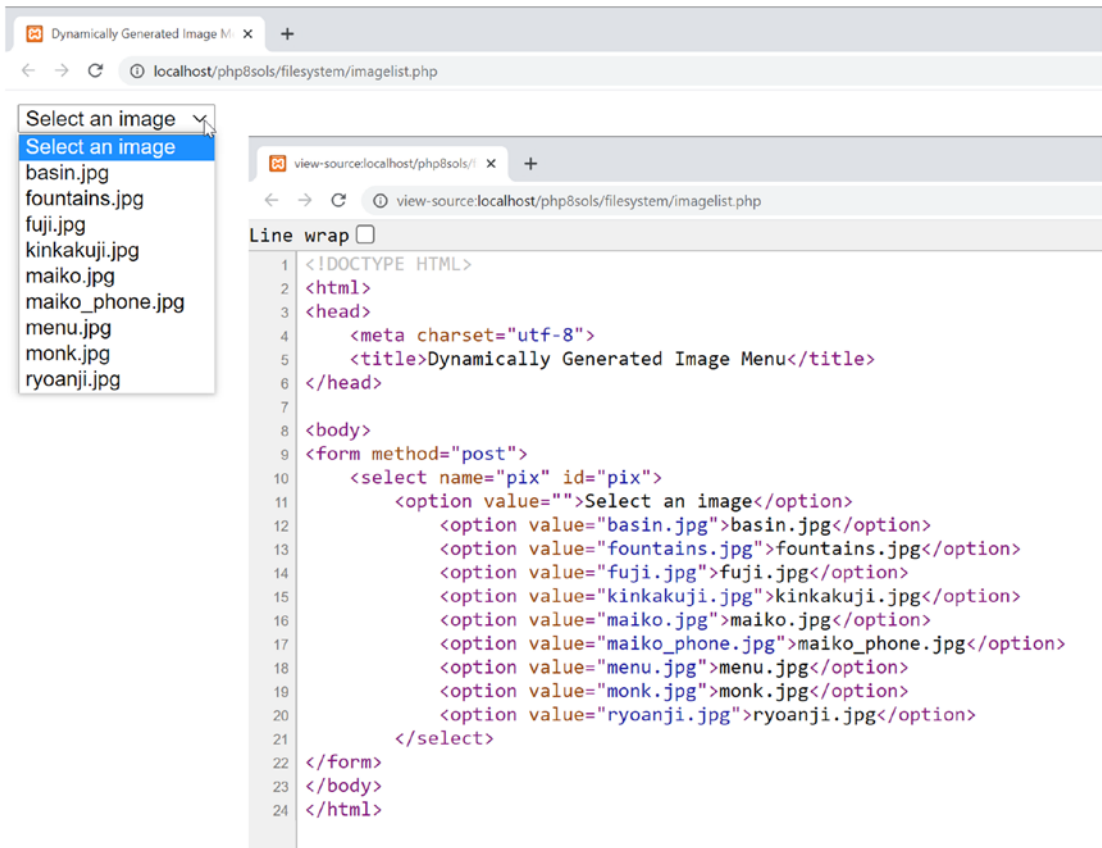 Dynamically Generated Image M
localhost/php8sols/filesystem/imagelist.php
Select an image
Select an image
basin.jpg
fountains.jpg
fuji.jpg
kinkakuji.jpg
maiko.jpg
maiko_phone.jpg
menu.jpg
monk.jpg
ryoanji.jpg
view-source:localhost/php8sols/f
view-source:localhost/php8sols/filesystem/imagelist.php
Line wrap
1 <!DOCTYPE HTML>
2 <html>
3 <head>
4 <meta charset="utf-8">
5 <title>Dynamically Generated Image Menu</title>
6 </head>
7
8 <body>
9 <form method="post">
10 <select name="pix" id="pix">
11 <option value="">Select an image</option>
12 <option value="basin.jpg">basin.jpg</option>
13 <option value="fountains.jpg">fountains.jpg</option>
14 <option value="fuji.jpg">fuji.jpg</option>
15 <option value="kinkakuji.jpg">kinkakuji.jpg</option>
16 <option value="maiko.jpg">maiko.jpg</option>
17 <option value="maiko_phone.jpg">maiko_phone.jpg</option>
18 <option value="menu.jpg">menu.jpg</option>
19 <option value="monk.jpg">monk.jpg</option>
20 <option value="ryoanji.jpg">ryoanji.jpg</option>
21 </select>
22 </form>
23 </body>
24 </html>